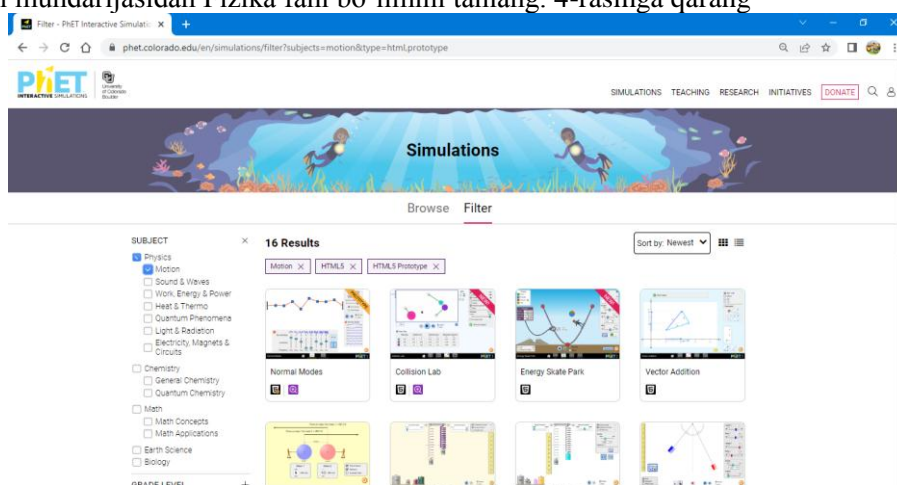 mundarijasidan Fizika fani bo'limini tanlang. 4-rasmga qarang
Filter - PhET Interactive Simulatio
phet.colorado.edu/en/simulations/filter?subjects=motion&type=html,prototype
PhET
INTERACTIVE SIMULATIONS
University
of Colorado
Boulder
SIMULATIONS TEACHING RESEARCH INITIATIVES DONATE
Simulations
Browse Filter
SUBJECT
Physics
Motion
Sound & Waves
Work, Energy & Power
Heat & Thermo
Quantum Phenomena
Light & Radiation
Electricity, Magnets &
Circuits
Chemistry
General Chemistry
Quantum Chemistry
Math
Math Concepts
Math Applications
Earth Science
Biology
GRADE LEVEL +
16 Results
Sort by: Newest
Motion HTML5 HTML5 Prototype
NEW
NEW
Normal Modes
Collision Lab
Energy Skate Park
Vector Addition